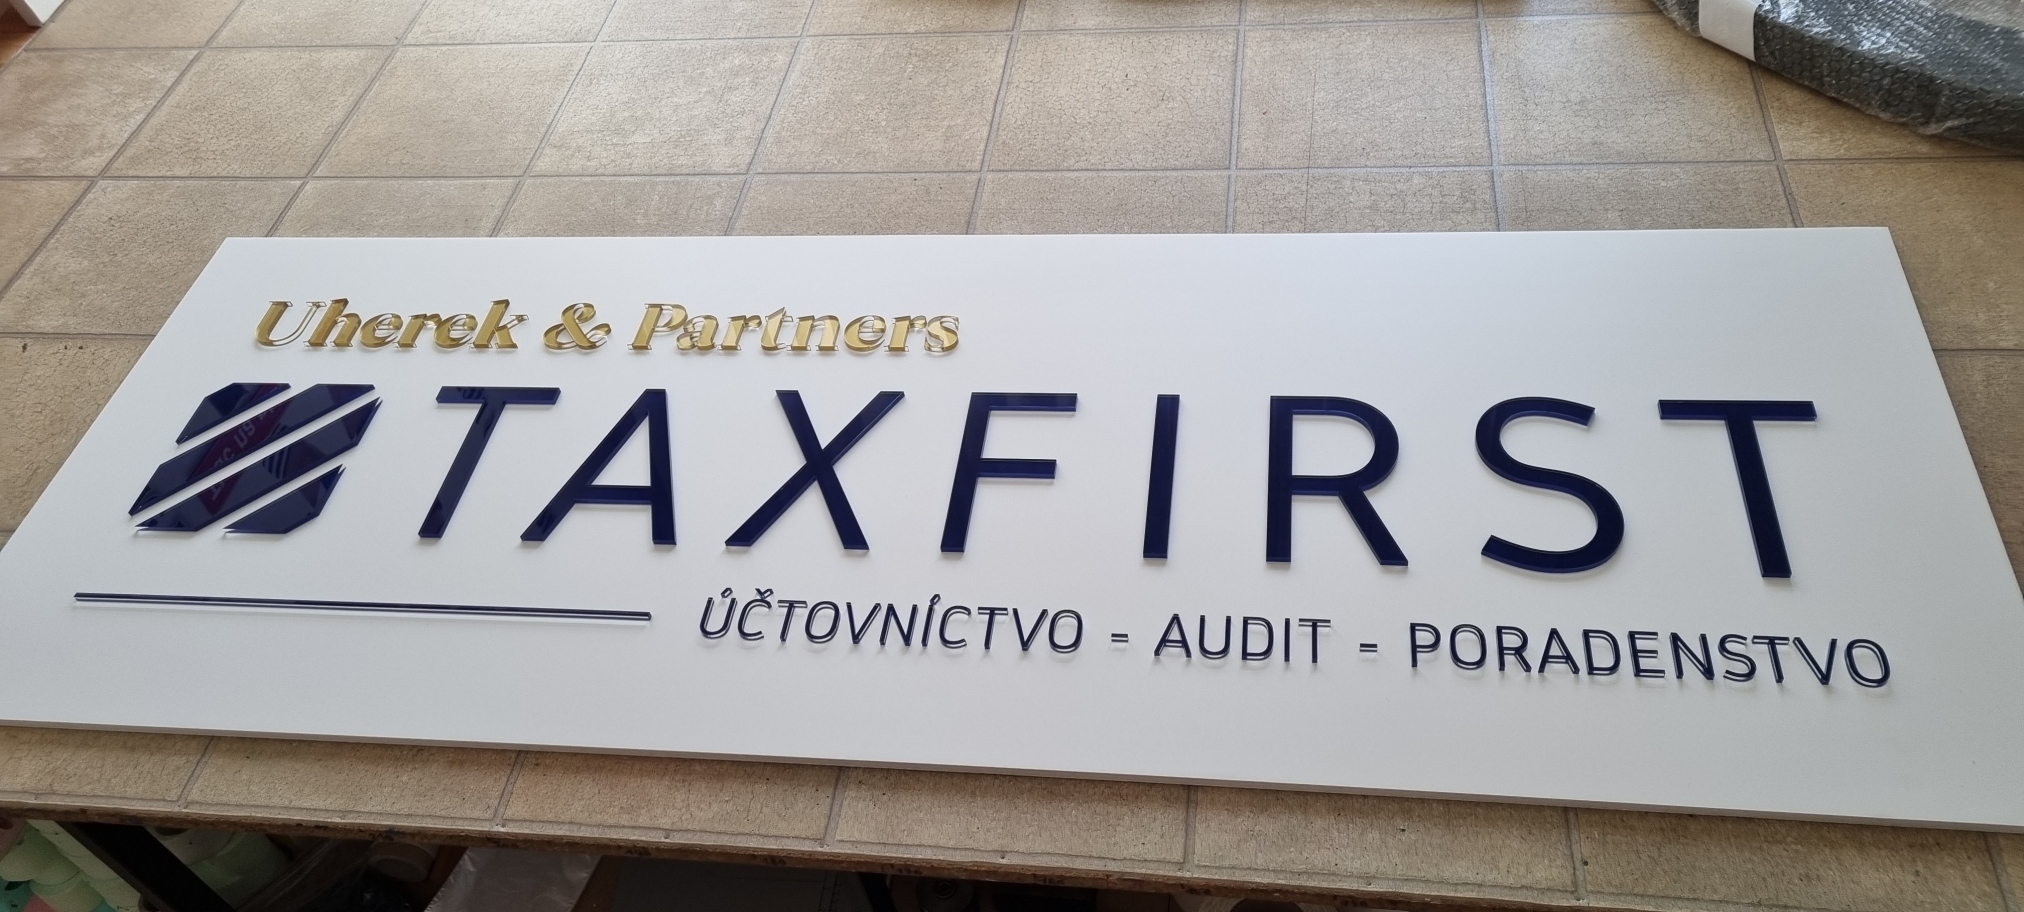 Uherek & Partners
TAXFIRST
ÚČTOVNÍCTVO - AUDIT - PORADENSTVO